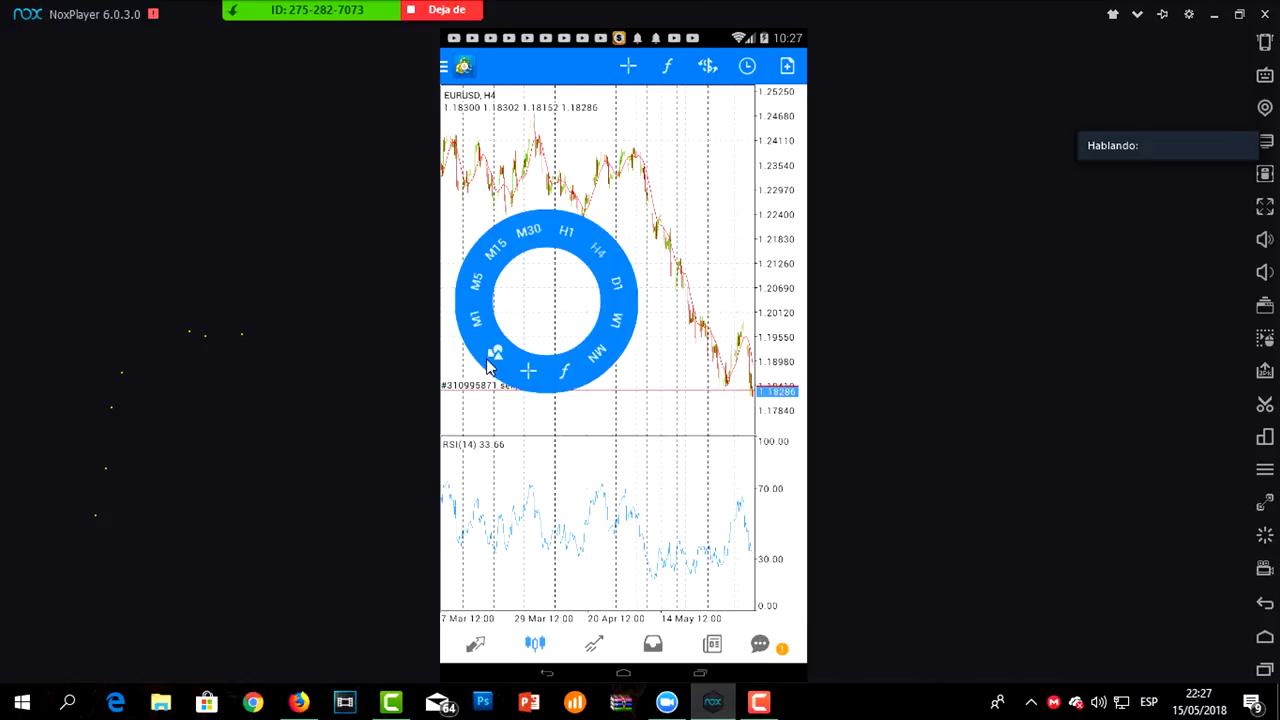 NOX NoxPlayer 6.0.3.0 !
ID: 275-282-7073
Deja de
10:27
EURUSD, H4
1.18300 1.18302 1.18152 1.18286
1.25250
1.24680
1.24110
1.23540
1.22970
1.22400
1.21830
1.21260
1.20690
1.20120
1.19550
1.18980
1.18286
1.17840
M1
M5
M15
M30
H1
H4
D1
W1
MN
f
#310995871
RSI(14) 33.66
100.00
70.00
30.00
0.00
7 Mar 12:00
29 Mar 12:00
20 Apr 12:00
14 May 12:00
Hablando:
64
Ps
nox
ESP
22:27
15/05/2018
9